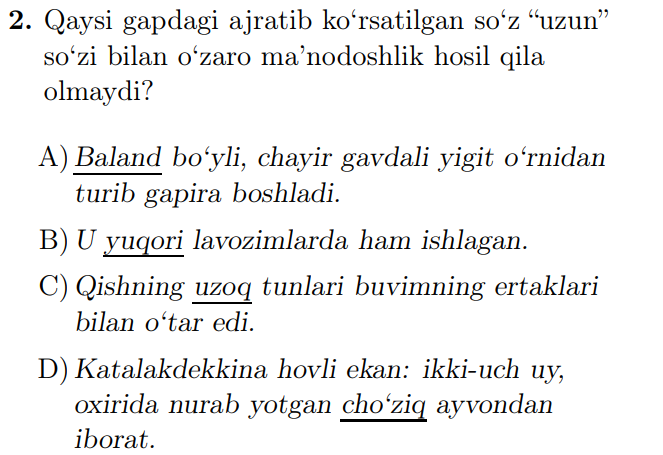 2. Qaysi gapdagi ajratib ko‘rsatilgan so‘z “uzun”
so‘zi bilan o‘zaro ma’nodoshlik hosil qila
olmaydi?
A) Baland bo‘yli, chayir gavdali yigit o‘rnidan
turib gapira boshladi.
B) U yuqori lavozimlarda ham ishlagan.
C) Qishning uzoq tunlari buvimning ertaklari
bilan o‘tar edi.
D) Katalakdekkina hovli ekan: ikki-uch uy,
oxirida nurab yotgan cho‘ziq ayvondan
iborat.